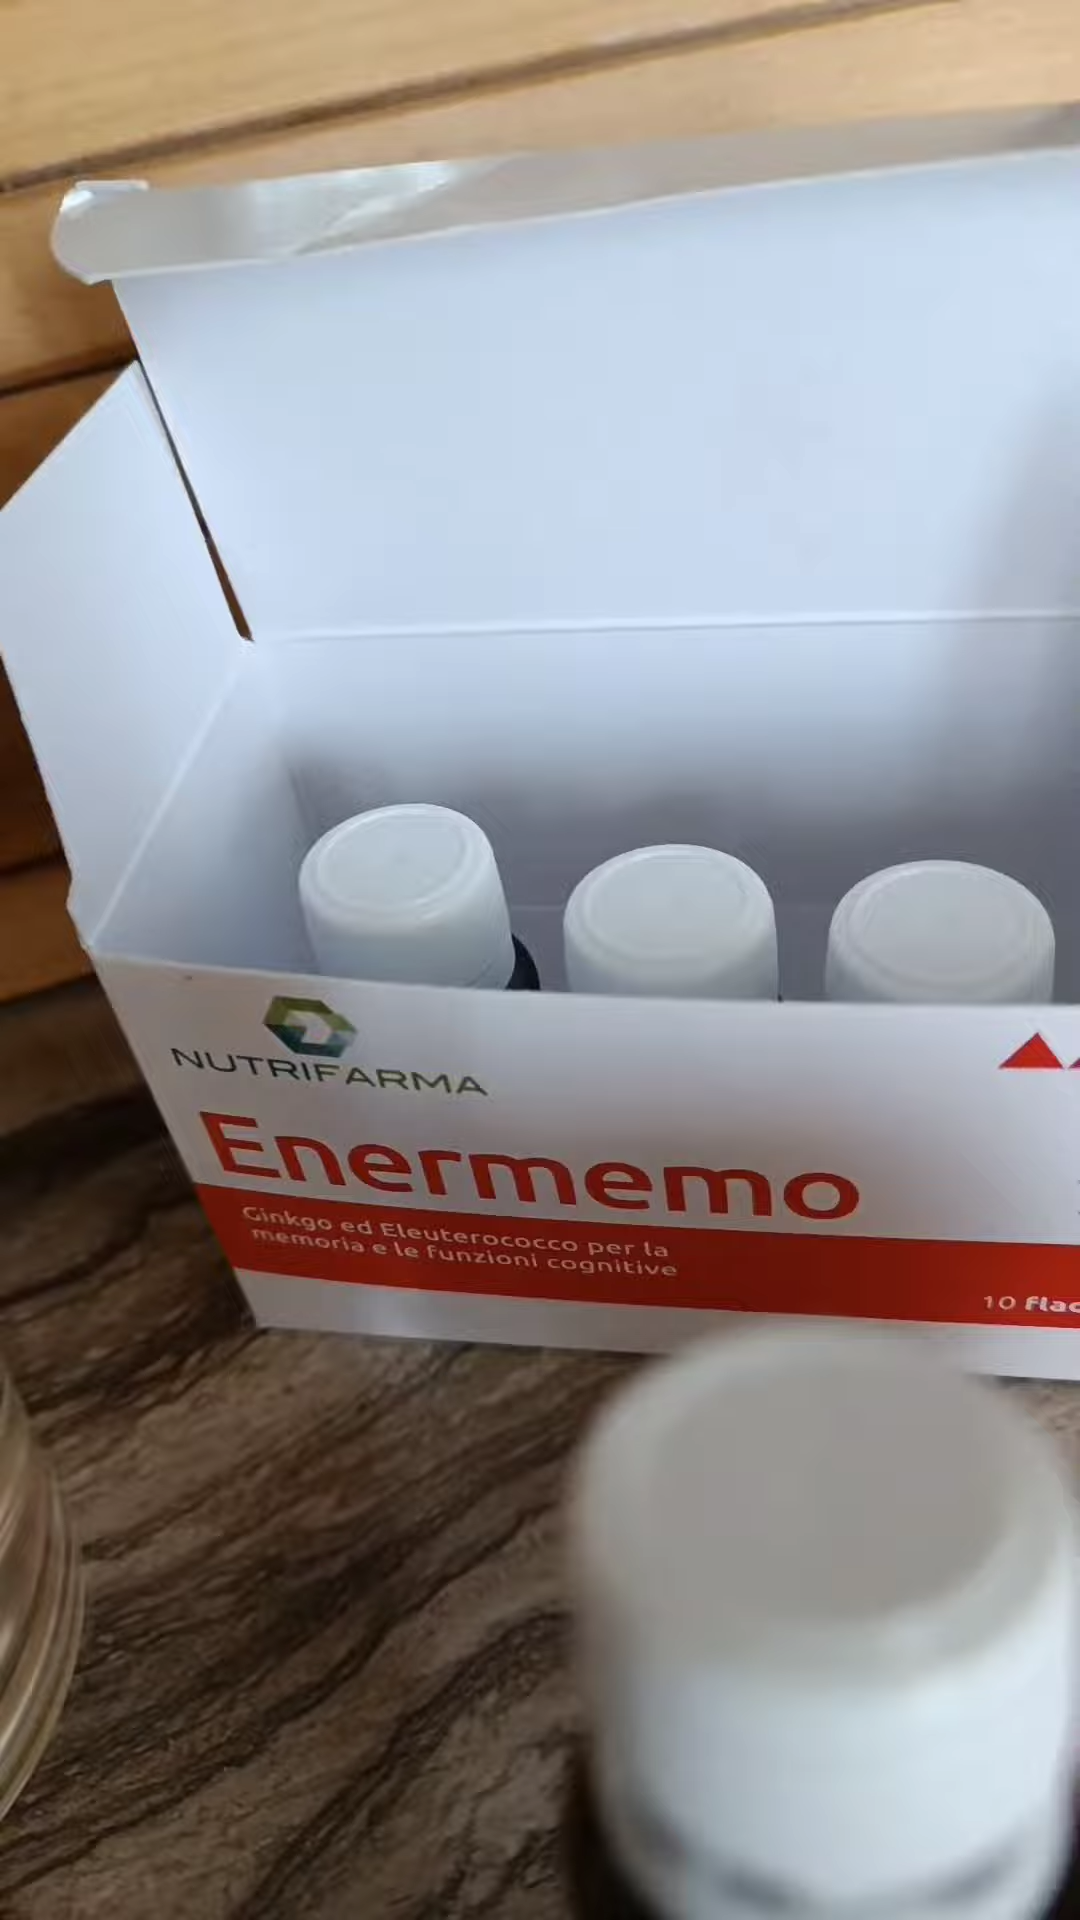 NUTRIFARMA
Enermemo
Ginkgo ed Eleuterococco per la
memoria e le funzioni cognitive
10